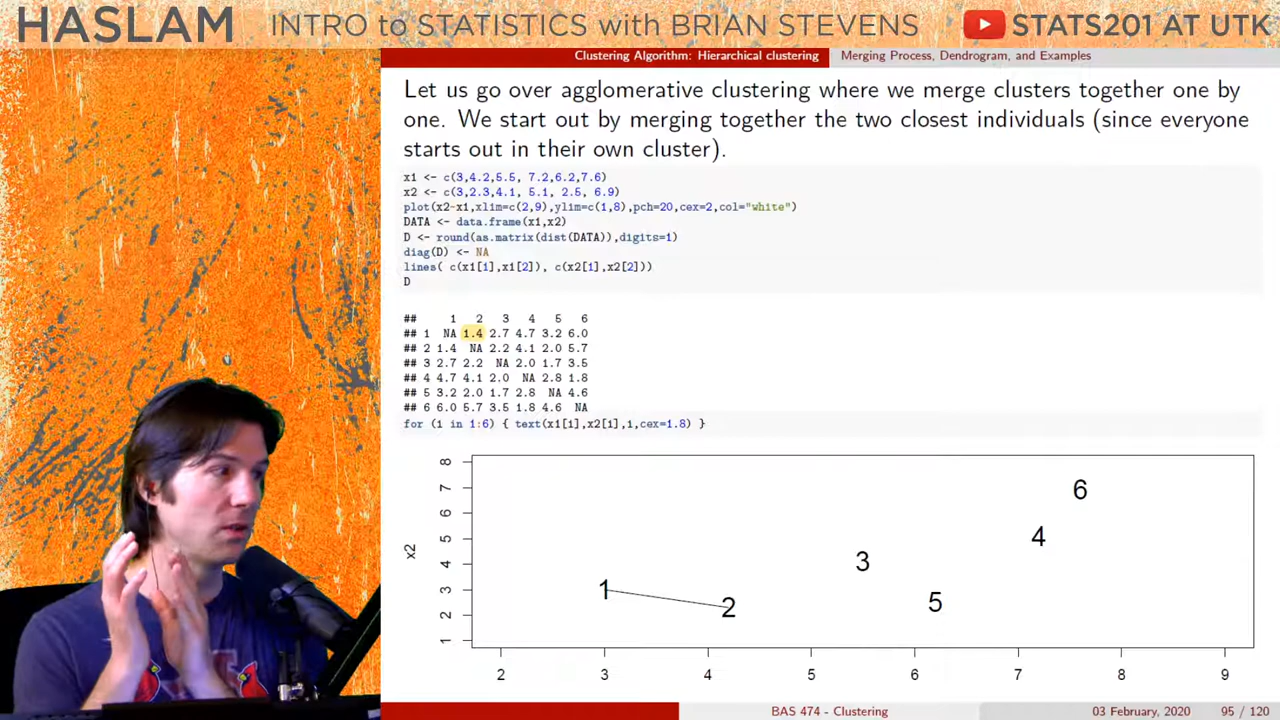 HASLAM INTRO to STATISTICS with BRIAN STEVENS STATS201 AT UTK
Clustering Algorithm: Hierarchical clustering Merging Process, Dendrogram, and Examples
Let us go over agglomerative clustering where we merge clusters together one by
one. We start out by merging together the two closest individuals (since everyone
starts out in their own cluster).
x1 <- c(3,4.2,5.5, 7.2,6.2,7.6)
x2 <- c(3,2.3,4.1, 5.1, 2.5, 6.9)
plot(x2~x1,xlim=c(2,9),ylim=c(1,8),pch=20,cex=2,col="white")
DATA <- data.frame(x1,x2)
D <- round(as.matrix(dist(DATA)),digits=1)
diag(D) <- NA
lines( c(x1[1],x1[2]), c(x2[1],x2[2]))
D
## 1 2 3 4 5 6
## 1 NA 1.4 2.7 4.7 3.2 6.0
## 2 1.4 NA 2.2 4.1 2.0 5.7
## 3 2.7 2.2 NA 2.0 1.7 3.5
## 4 4.7 4.1 2.0 NA 2.8 1.8
## 5 3.2 2.0 1.7 2.8 NA 4.6
## 6 6.0 5.7 3.5 1.8 4.6 NA
for (i in 1:6) { text(x1[i],x2[i],i,cex=1.8) }
8
7
6
5
4
3
2
1
x2
6
4
3
1
5
2
2 3 4 5 6 7 8 9
BAS 474 - Clustering 03 February, 2020 95 / 120